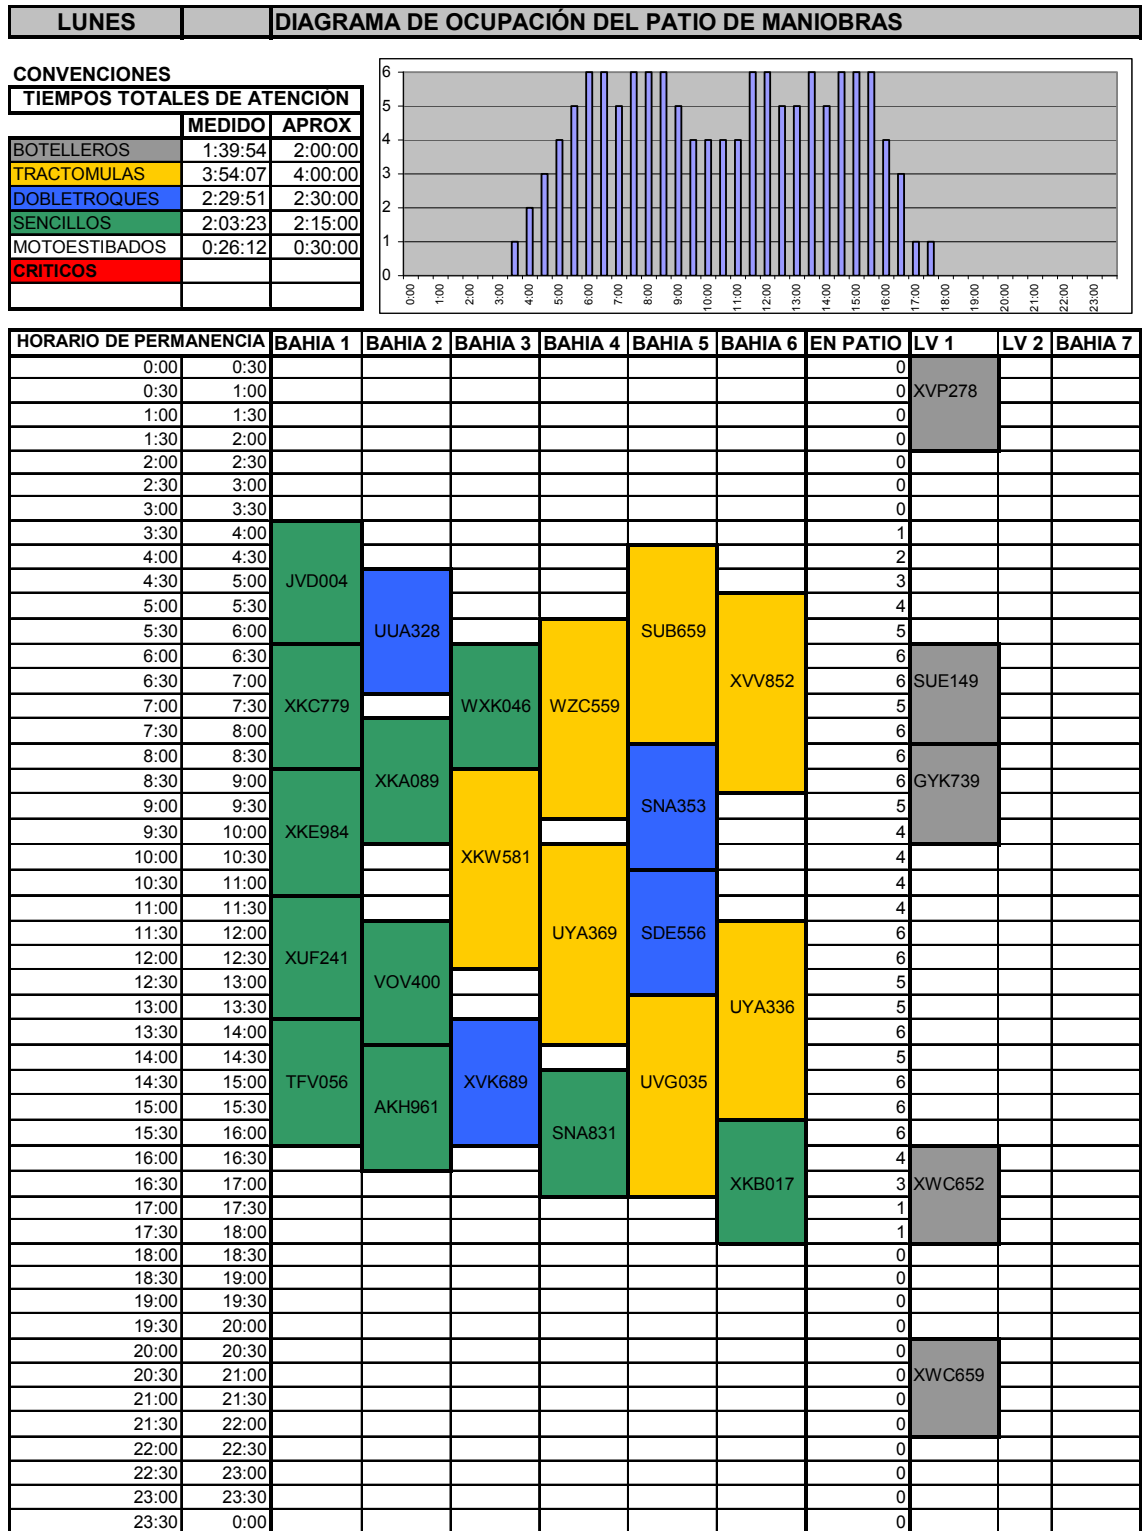 LUNES DIAGRAMA DE OCUPACIÓN DEL PATIO DE MANIOBRAS
CONVENCIONES
TIEMPOS TOTALES DE ATENCIÓN
MEDIDO APROX
BOTELLEROS 1:39:54 2:00:00
TRACTOMULAS 3:54:07 4:00:00
DOBLETROQUES 2:29:51 2:30:00
SENCILLOS 2:03:23 2:15:00
MOTOESTIBADOS 0:26:12 0:30:00
CRITICOS
6
5
4
3
2
1
0
0:00 1:00 2:00 3:00 4:00 5:00 6:00 7:00 8:00 9:00 10:00 11:00 12:00 13:00 14:00 15:00 16:00 17:00 18:00 19:00 20:00 21:00 22:00 23:00
HORARIO DE PERMANENCIA BAHIA 1 BAHIA 2 BAHIA 3 BAHIA 4 BAHIA 5 BAHIA 6 EN PATIO LV 1 LV 2 BAHIA 7
0:00 0:30 0
0:30 1:00 0 XVP278
1:00 1:30 0
1:30 2:00 0
2:00 2:30 0
2:30 3:00 0
3:00 3:30 0
3:30 4:00 1
4:00 4:30 2
4:30 5:00 JVD004 3
5:00 5:30 4
5:30 6:00 UUA328 SUB659 5
6:00 6:30 6
6:30 7:00 XVV852 6 SUE149
7:00 7:30 XKC779 WXK046 WZC559 5
7:30 8:00 6
8:00 8:30 6
8:30 9:00 XKA089 6 GYK739
9:00 9:30 SNA353 5
9:30 10:00 XKE984 4
10:00 10:30 XKW581 4
10:30 11:00 4
11:00 11:30 4
11:30 12:00 UYA369 SDE556 6
12:00 12:30 XUF241 6
12:30 13:00 VOV400 5
13:00 13:30 UYA336 5
13:30 14:00 6
14:00 14:30 5
14:30 15:00 TFV056 XVK689 UVG035 6
15:00 15:30 AKH961 6
15:30 16:00 SNA831 6
16:00 16:30 4
16:30 17:00 XKB017 3 XWC652
17:00 17:30 1
17:30 18:00 1
18:00 18:30 0
18:30 19:00 0
19:00 19:30 0
19:30 20:00 0
20:00 20:30 0
20:30 21:00 0 XWC659
21:00 21:30 0
21:30 22:00 0
22:00 22:30 0
22:30 23:00 0
23:00 23:30 0
23:30 0:00 0